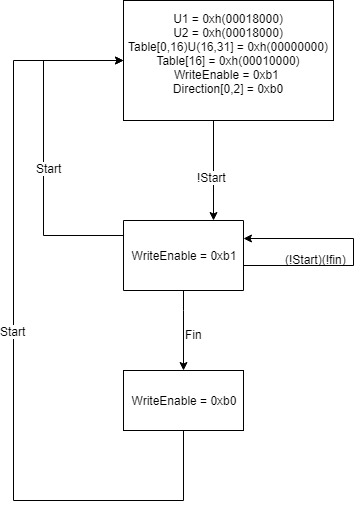 U1 = 0xh(00018000)
U2 = 0xh(00018000)
Table[0,16)U(16,31] = 0xh(00000000)
Table[16] = 0xh(00010000)
WriteEnable = 0xb1
Direction[0,2] = 0xb0
Start
!Start
WriteEnable = 0xb1
(!Start)(!fin)
Start
Fin
WriteEnable = 0xb0